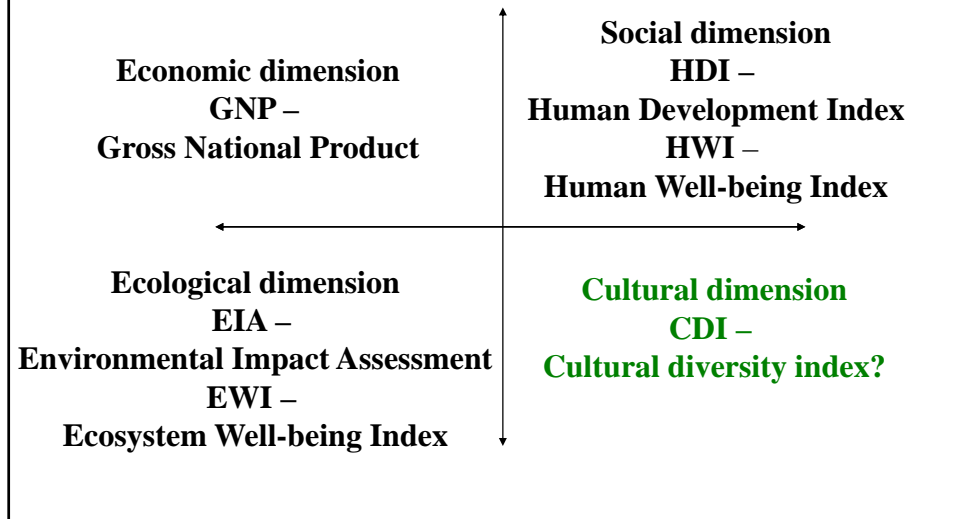 Economic dimension
GNP –
Gross National Product
Social dimension
HDI –
Human Development Index
HWI –
Human Well-being Index
Ecological dimension
EIA –
Environmental Impact Assessment
EWI –
Ecosystem Well-being Index
Cultural dimension
CDI –
Cultural diversity index?